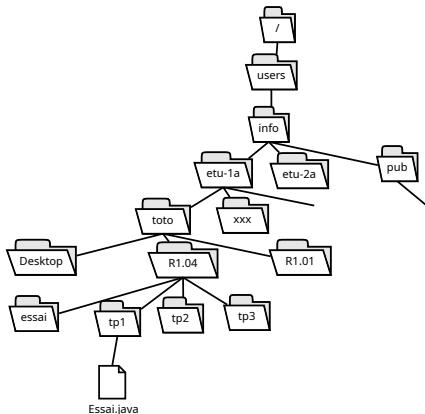 /
users
info
etu-1a
etu-2a
pub
toto
xxx
Desktop
R1.04
R1.01
essai
tp1
tp2
tp3
Essai.java